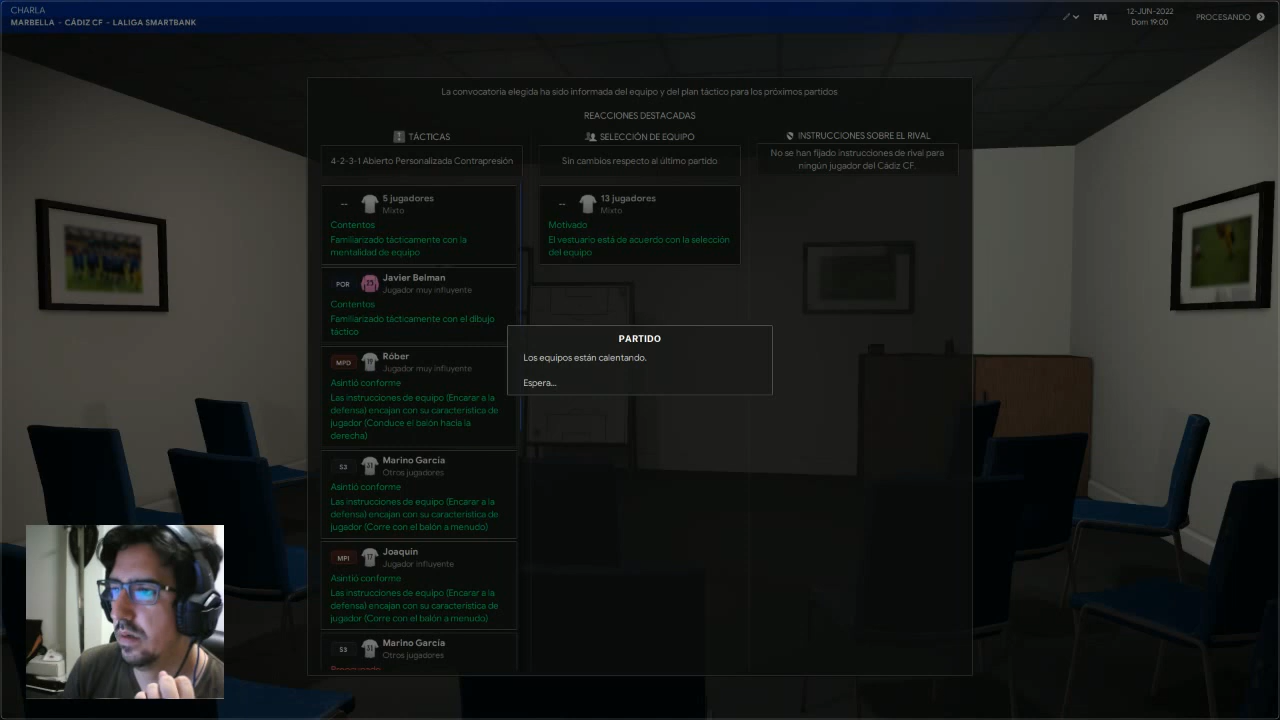 CHARLA
MARBELLA - CÁDIZ CF - LALIGA SMARTBANK
FM
12-JUN-2022
Dom 19:00
PROCESANDO
La convocatoria elegida ha sido informada del equipo y del plan táctico para los próximos partidos
REACCIONES DESTACADAS
TÁCTICAS
4-2-3-1 Abierto Personalizada Contrapresión
--
5 jugadores
Mixto
Contentos
Familiarizado tácticamente con la
mentalidad de equipo
POR
Javier Belman
Jugador muy influyente
Contentos
Familiarizado tácticamente con el dibujo
táctico
MPD
Róber
Jugador muy influyente
Asintió conforme
Las instrucciones de equipo (Encarar a la
defensa) encajan con su característica de
jugador (Conduce el balón hacia la
derecha)
S3
Marino García
Otros jugadores
Asintió conforme
Las instrucciones de equipo (Encarar a la
defensa) encajan con su característica de
jugador (Corre con el balón a menudo)
MPI
17
Joaquín
Jugador influyente
Asintió conforme
Las instrucciones de equipo (Encarar a la
defensa) encajan con su característica de
jugador (Corre con el balón a menudo)
S3
Marino García
Otros jugadores
SELECCIÓN DE EQUIPO
Sin cambios respecto al último partido
--
13 jugadores
Mixto
Motivado
El vestuario está de acuerdo con la selección
del equipo
INSTRUCCIONES SOBRE EL RIVAL
No se han fijado instrucciones de rival para
ningún jugador del Cádiz CF.
PARTIDO
Los equipos están calentando.
Espera...